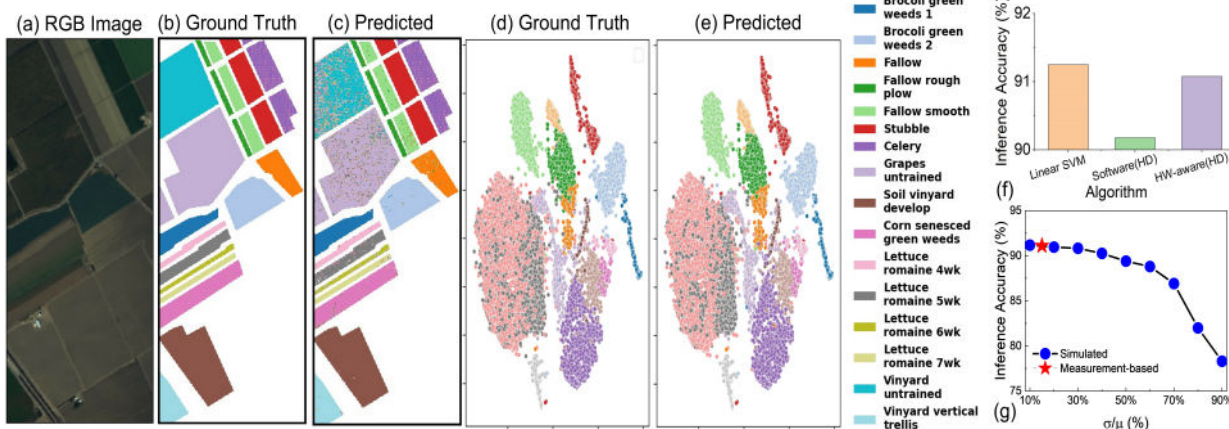 (a) RGB Image
(b) Ground Truth
(c) Predicted
(d) Ground Truth
(e) Predicted
Brocoli green
weeds 1
Brocoli green
weeds 2
Fallow
Fallow rough
plow
Fallow smooth
Stubble
Celery
Grapes
untrained
Soil vinyard
develop
Corn senesced
green weeds
Lettuce
romaine 4wk
Lettuce
romaine 5wk
Lettuce
romaine 6wk
Lettuce
romaine 7wk
Vinyard
untrained
Vinyard vertical
trellis
Inference Accuracy (%)
92
91
90
Linear SVM
Software(HD)
HW-aware(HD)
Algorithm
(f)
Inference Accuracy (%)
95
90
85
80
75
Simulated
Measurement-based
10%
30%
50%
70%
90%
σ/μ (%)
(g)